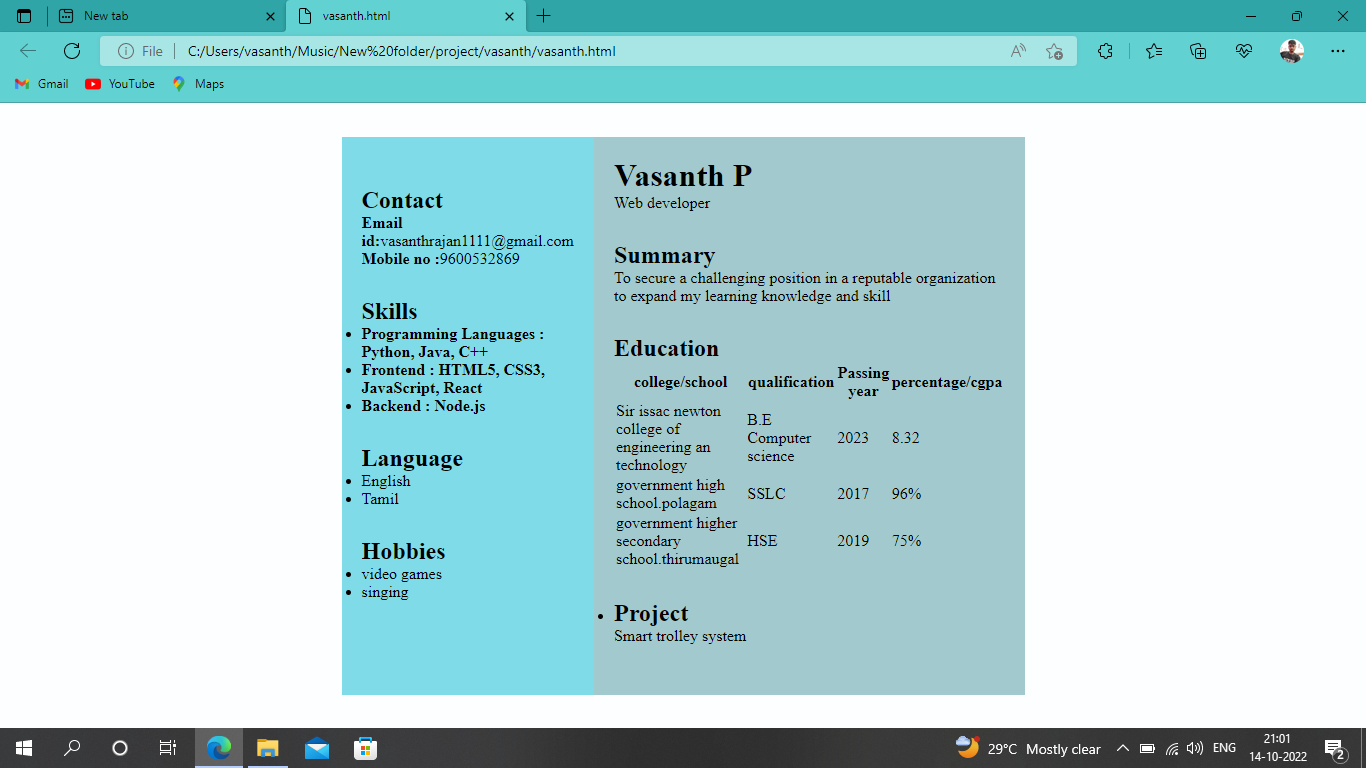 New tab
vasanth.html
File
C:/Users/vasanth/Music/New%20folder/project/vasanth/vasanth.html
Gmail
YouTube
Maps
Contact
Email
id:vasanthrajan1111@gmail.com
Mobile no :9600532869
Skills
Programming Languages :
Python, Java, C++
Frontend : HTML5, CSS3,
JavaScript, React
Backend : Node.js
Language
English
Tamil
Hobbies
video games
singing
Vasanth P
Web developer
Summary
To secure a challenging position in a reputable organization
to expand my learning knowledge and skill
Education
college/school qualification Passing year percentage/cgpa
Sir issac newton
college of
engineering an
technology
B.E
Computer
science
2023
8.32
government high
school.polagam
SSLC
2017
96%
government higher
secondary
school.thirumaugal
HSE
2019
75%
Project
Smart trolley system
29°C Mostly clear
ENG
21:01
14-10-2022
2